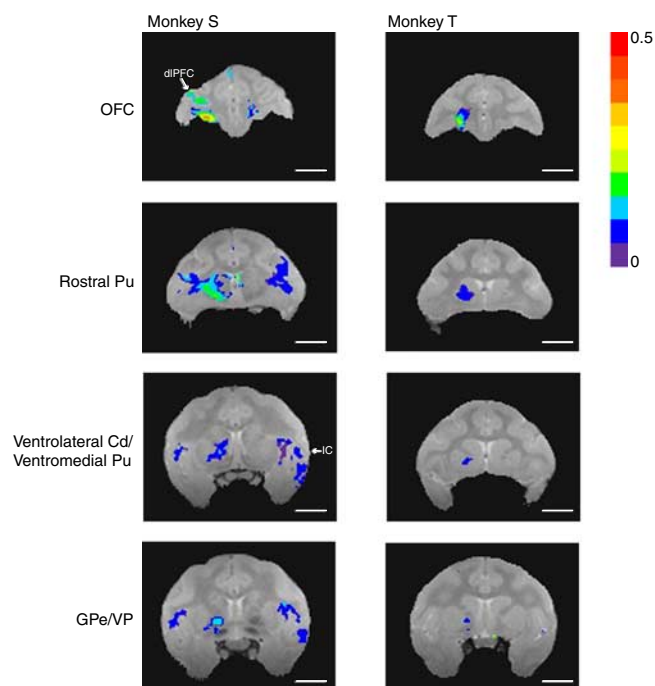 Monkey S
Monkey T
dlPFC
OFC
0.5
0
Rostral Pu
Ventrolateral Cd/
Ventromedial Pu
IC
GPe/VP